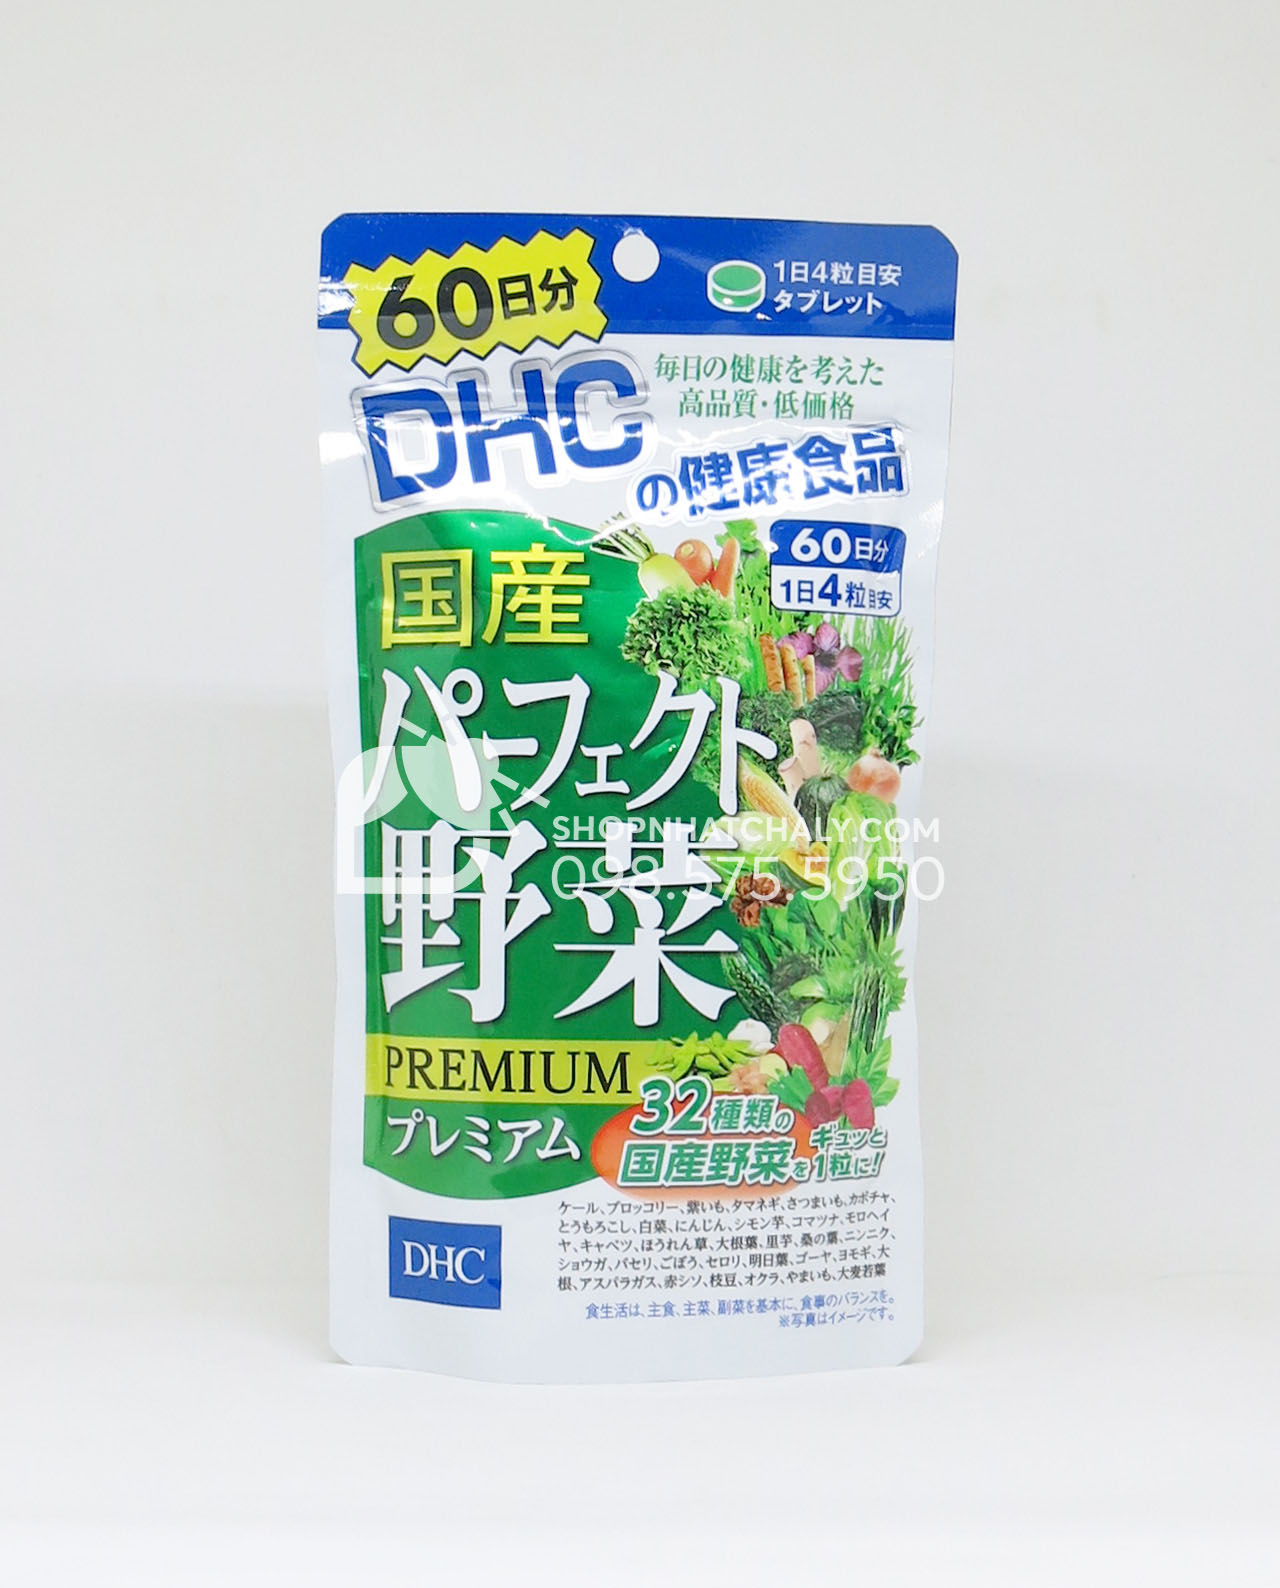 60日分
1日4粒目安
タブレット
DHC
毎日の健康を考えた
高品質・低価格
の健康食品
60日分
1日4粒目安
国産
パーフェクト
野菜
SHOPNHATCHALY.COM
098.575.5950
PREMIUM
プレミアム
32種類の
国産野菜を
ギュッと
1粒に!
DHC
ケール、ブロッコリー、紫いも、タマネギ、さつまいも、カボチャ、
とうもろこし、白菜、にんじん、シモン芋、コマツナ、モロヘイ
ヤ、キャベツ、ほうれん草、大根葉、里芋、桑の葉、ニンニク、
ショウガ、パセリ、ごぼう、セロリ、明日葉、ゴーヤ、ヨモギ、大
根、アスパラガス、赤シソ、枝豆、オクラ、やまいも、大麦若葉
食生活は、主食、主菜、副菜を基本に、食事のバランスを。
※写真はイメージです。